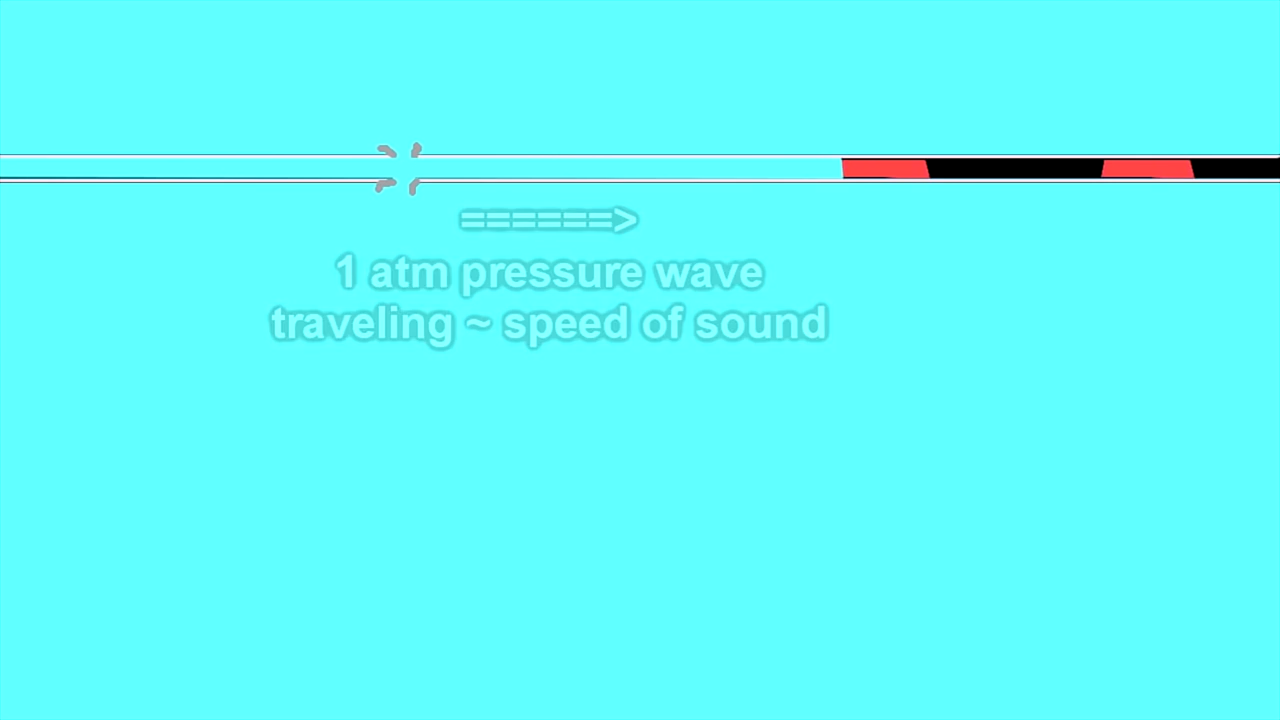 ======>
1 atm pressure wave
traveling ~ speed of sound